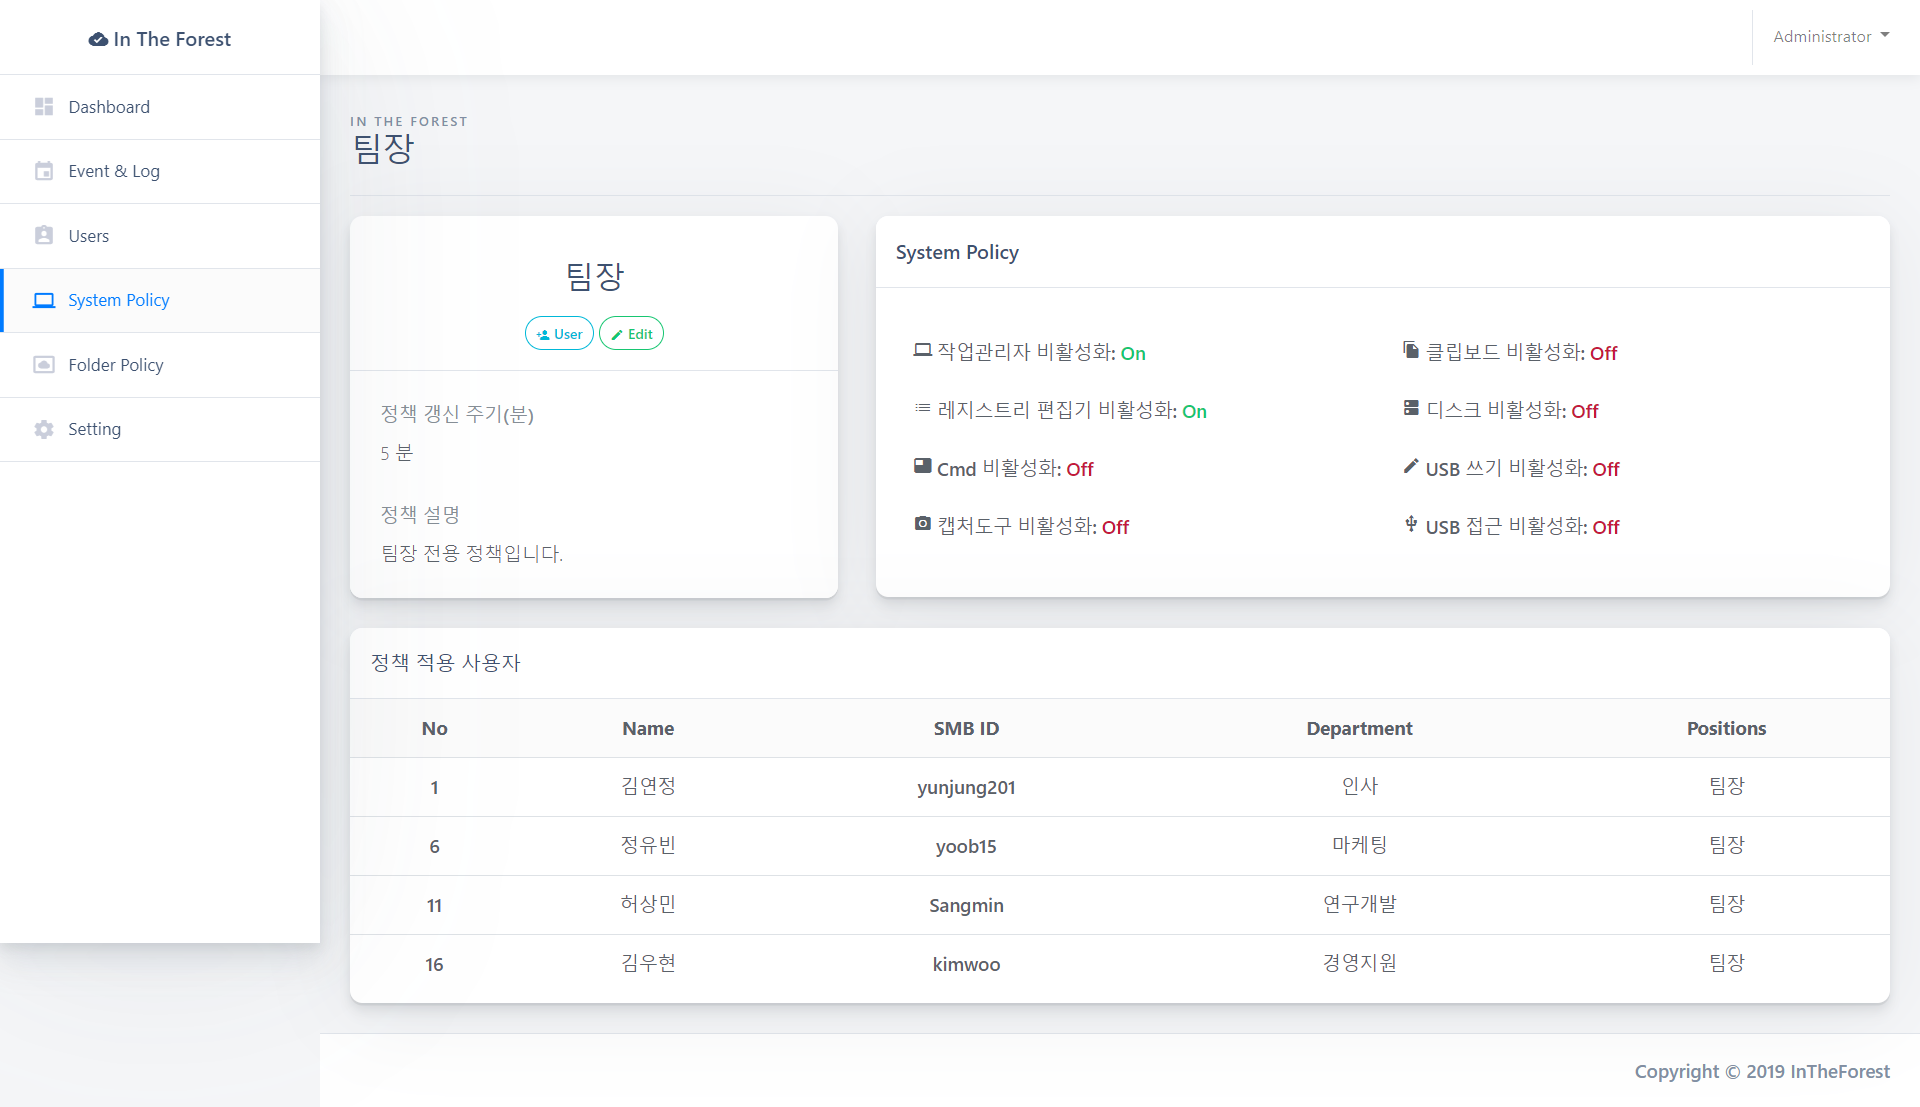 In The Forest
Administrator
Dashboard
Event & Log
Users
System Policy
Folder Policy
Setting
IN THE FOREST
팀장
팀장
User Edit
정책 갱신 주기(분)
5 분
정책 설명
팀장 전용 정책입니다.
System Policy
작업관리자 비활성화: On
클립보드 비활성화: Off
레지스트리 편집기 비활성화: On
디스크 비활성화: Off
Cmd 비활성화: Off
USB 쓰기 비활성화: Off
캡처도구 비활성화: Off
USB 접근 비활성화: Off
정책 적용 사용자
No Name SMB ID Department Positions
1 김연정 yunjung201 인사 팀장
6 정유빈 yoob15 마케팅 팀장
11 허상민 Sangmin 연구개발 팀장
16 김우현 kimwoo 경영지원 팀장
Copyright © 2019 InTheForest